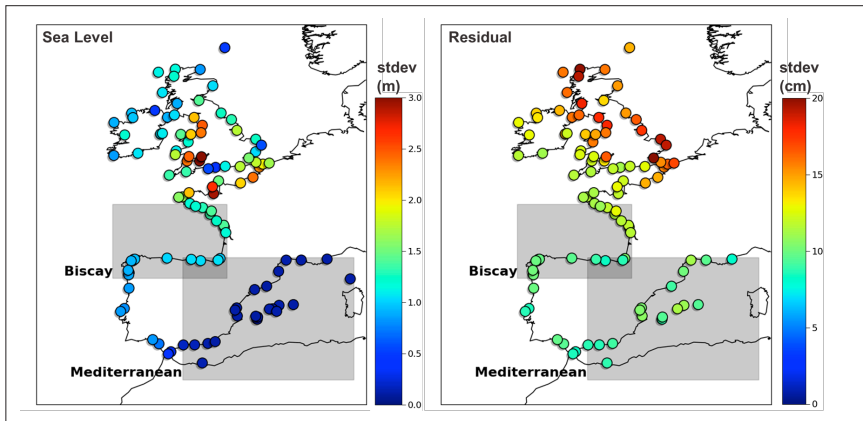 Sea Level
stdev
(m)
3.0
2.5
2.0
1.5
1.0
0.5
0.0
Biscay
Mediterranean
Residual
stdev
(cm)
20
15
10
5
0
Biscay
Mediterranean